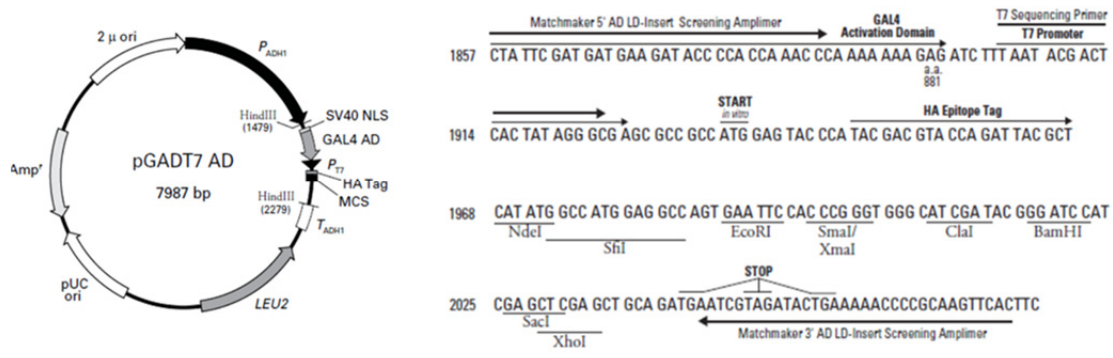 2 μ ori
P ADH1
HindIII
(1479)
SV40 NLS
GAL4 AD
P T7
HA Tag
MCS
HindIII
(2279)
T ADH1
LEU2
pUC
ori
Ampʳ
pGADT7 AD
7987 bp
Matchmaker 5' AD LD-Insert Screening Amplimer
GAL4
Activation Domain
T7 Sequencing Primer
T7 Promoter
1857 CTA TTC GAT GAT GAA GAT ACC CCA CCA AAC CCA AAA AAA GAG ATC TTT AAT ACG ACT
a.a.
881
START
in vitro
HA Epitope Tag
1914 CAC TAT AGG GCG AGC GCC GCC ATG GAG TAC CCA TAC GAC GTA CCA GAT TAC GCT
1968 CAT ATG GCC ATG GAG GCC AGT GAA TTC CAC CCG GGT GGG CAT CGA TAC GGG ATC CAT
NdeI
SfiI
EcoRI
SmaI/
XmaI
ClaI
BamHI
STOP
2025 CGA GCT CGA GCT GCA GATGAATCGTAGATACTGAAAAACCCCGCAAGTTCACTTC
SacI
XhoI
Matchmaker 3' AD LD-Insert Screening Amplimer